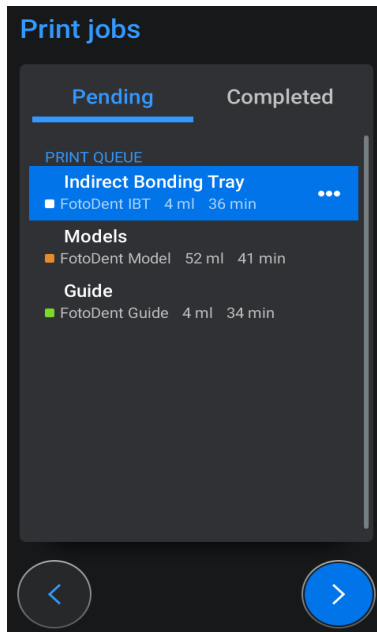 Print jobs
Pending Completed
PRINT QUEUE
Indirect Bonding Tray
FotoDent IBT 4 ml 36 min
Models
FotoDent Model 52 ml 41 min
Guide
FotoDent Guide 4 ml 34 min